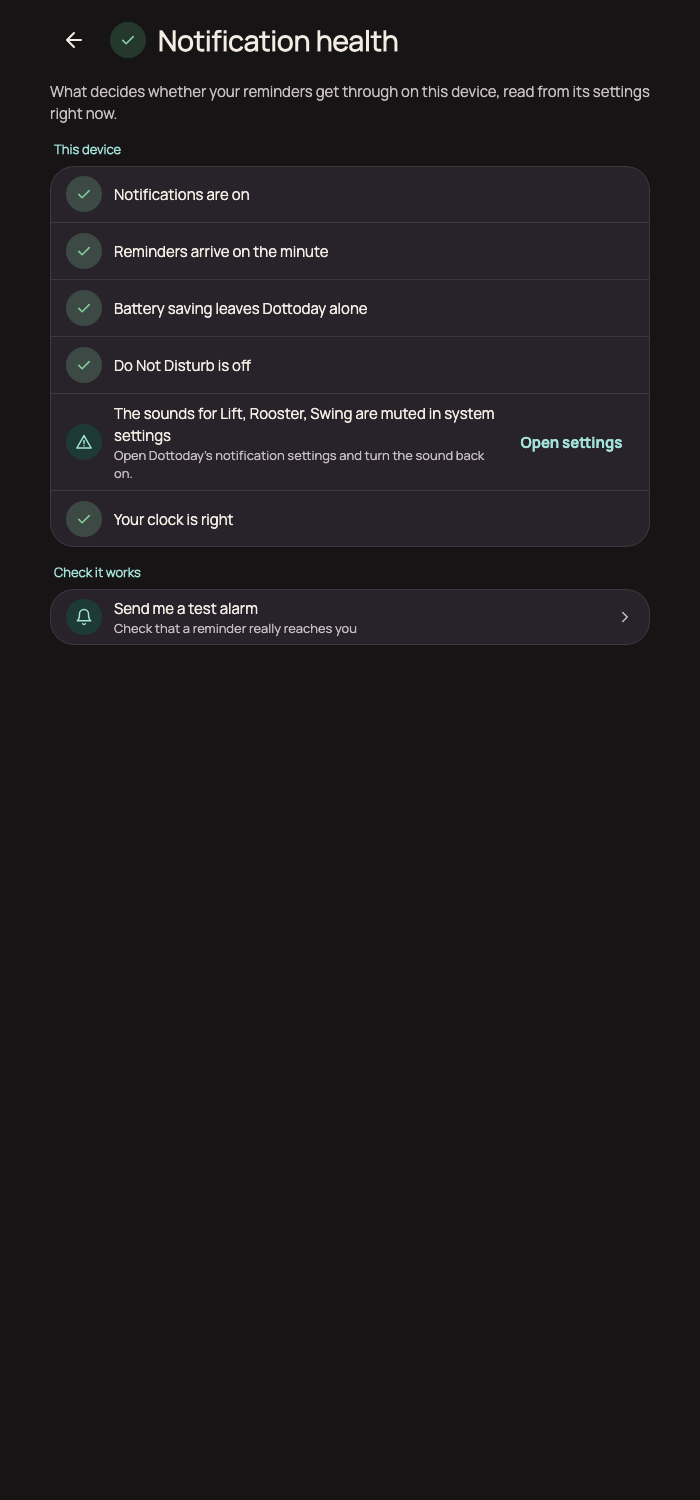 Notification health
What decides whether your reminders get through on this device, read from its settings
right now.
This device
Notifications are on
Reminders arrive on the minute
Battery saving leaves Dottoday alone
Do Not Disturb is off
The sounds for Lift, Rooster, Swing are muted in system
settings
Open Dottoday's notification settings and turn the sound back
on.
Open settings
Your clock is right
Check it works
Send me a test alarm
Check that a reminder really reaches you